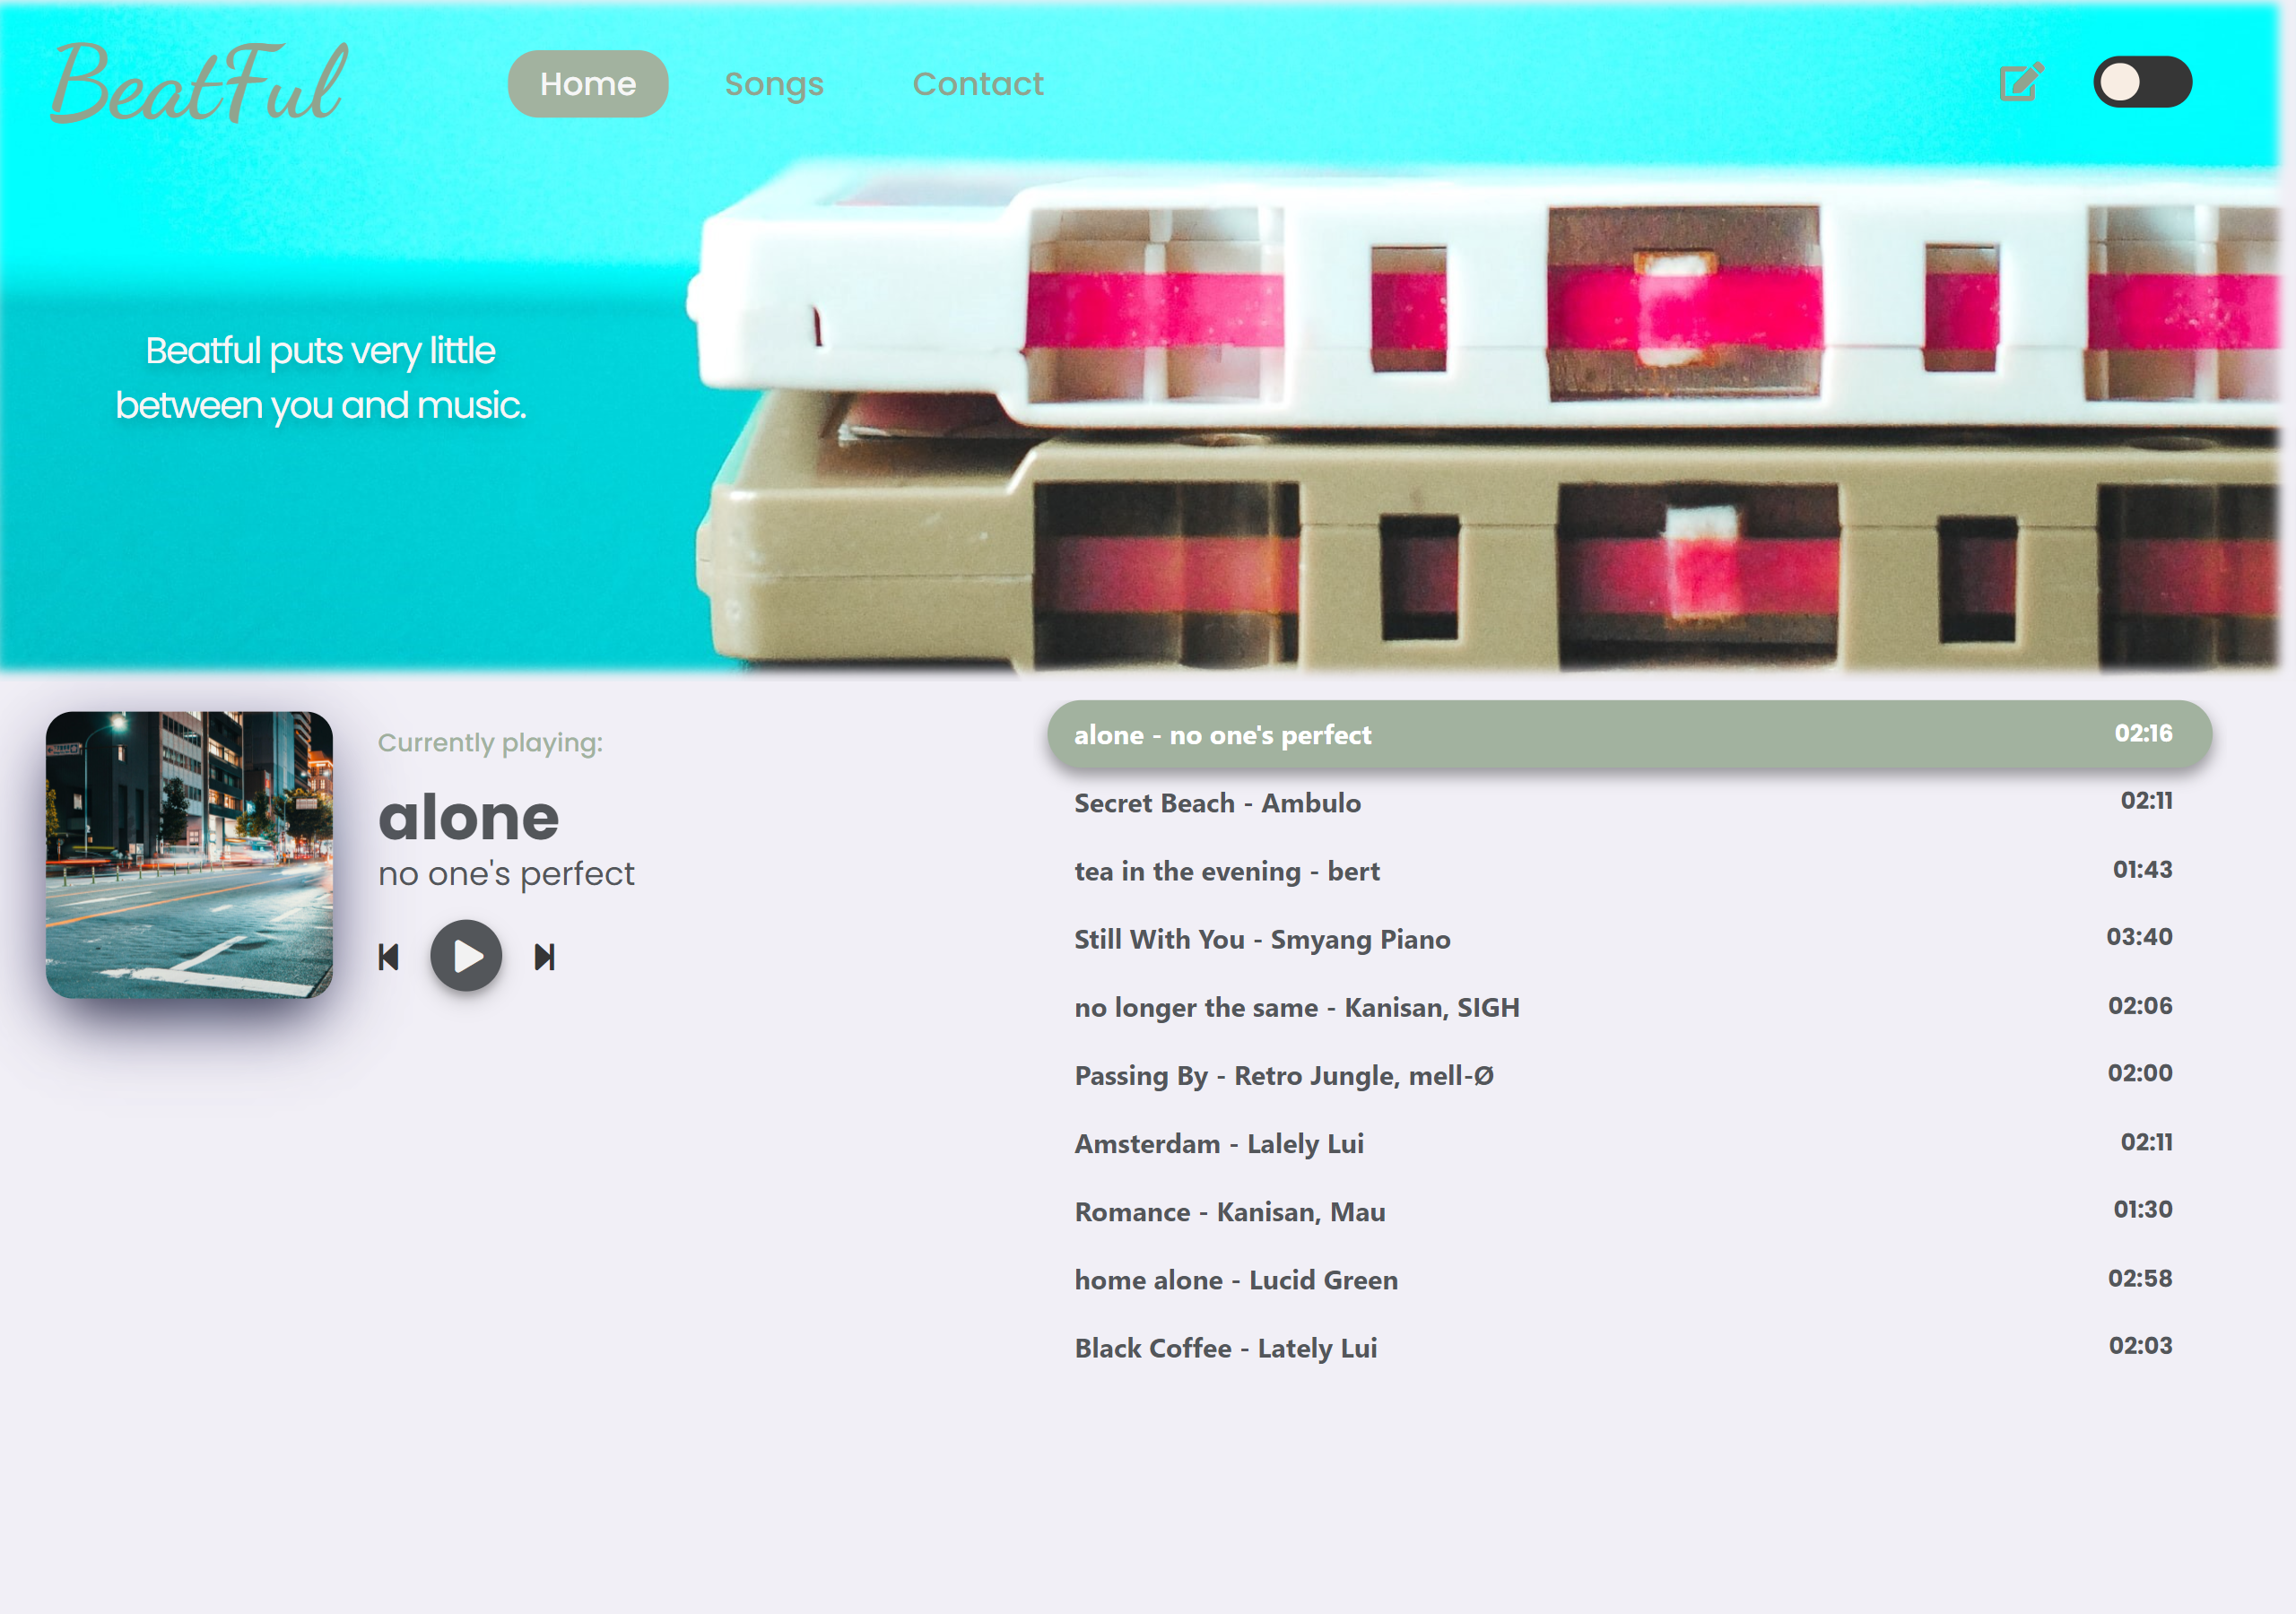 BeatFul
Home
Songs
Contact
Beatful puts very little
between you and music.
Currently playing:
alone
no one's perfect
alone - no one's perfect 02:16
Secret Beach - Ambulo 02:11
tea in the evening - bert 01:43
Still With You - Smyang Piano 03:40
no longer the same - Kanisan, SIGH 02:06
Passing By - Retro Jungle, mell-Ø 02:00
Amsterdam - Lalely Lui 02:11
Romance - Kanisan, Mau 01:30
home alone - Lucid Green 02:58
Black Coffee - Lately Lui 02:03